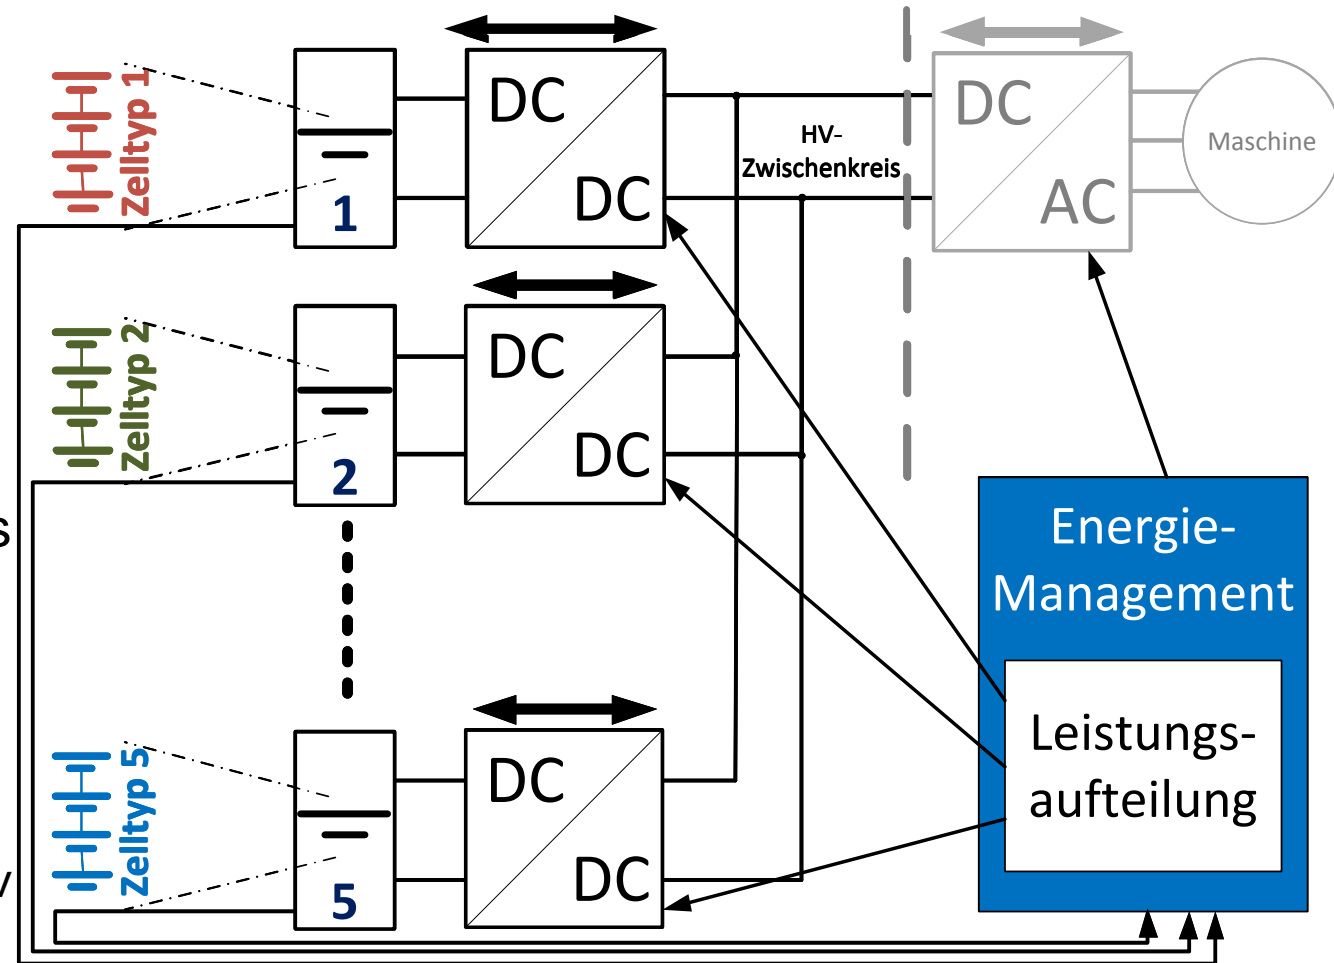 Zelltyp 1
1
DC
DC
HV-
Zwischenkreis
DC
AC
Maschine
Zelltyp 2
2
DC
DC
s
Energie-
Management
Leistungs-
aufteilung
Zelltyp 5
5
DC
DC